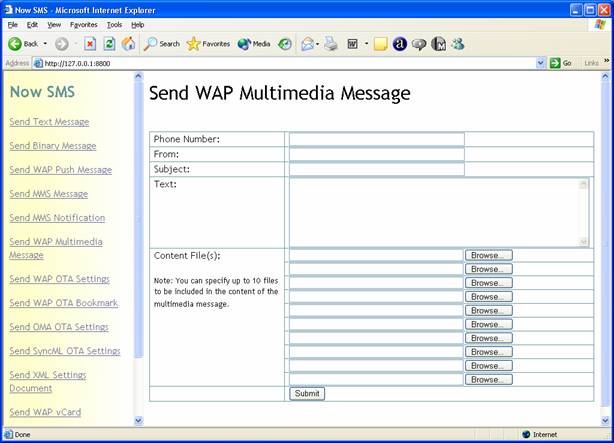 Now SMS - Microsoft Internet Explorer
File Edit View Favorites Tools Help
Back Search Favorites Media
Address http://127.0.0.1:8800 Go Links »
Now SMS
Send Text Message
Send Binary Message
Send WAP Push Message
Send MMS Message
Send MMS Notification
Send WAP Multimedia
Message
Send WAP OTA Settings
Send WAP OTA Bookmark
Send OMA OTA Settings
Send SyncML OTA Settings
Send XML Settings
Document
Send WAP vCard
Send WAP Multimedia Message
Phone Number:
From:
Subject:
Text:
Content File(s):
Note: You can specify up to 10 files
to be included in the content of the
multimedia message.
Browse...
Browse...
Browse...
Browse...
Browse...
Browse...
Browse...
Browse...
Browse...
Browse...
Submit
Done Internet